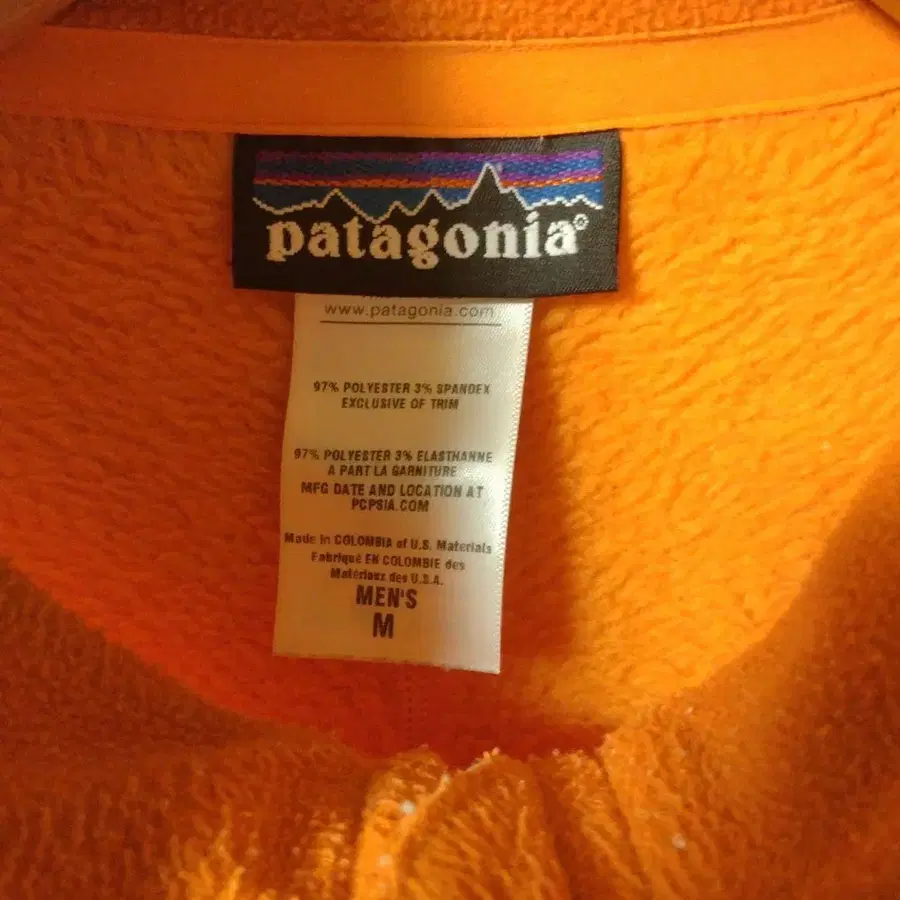 patagonia®
www.patagonia.com
97% POLYESTER 3% SPANDEX
EXCLUSIVE OF TRIM
97% POLYESTER 3% ELASTHANNE
A PART LA GARNITURE
MFG DATE AND LOCATION AT
PCPSIA.COM
Made in COLOMBIA of U.S. Materials
Fabriqué EN COLOMBIE des
Matériaux des U.S.A.
MEN'S
M